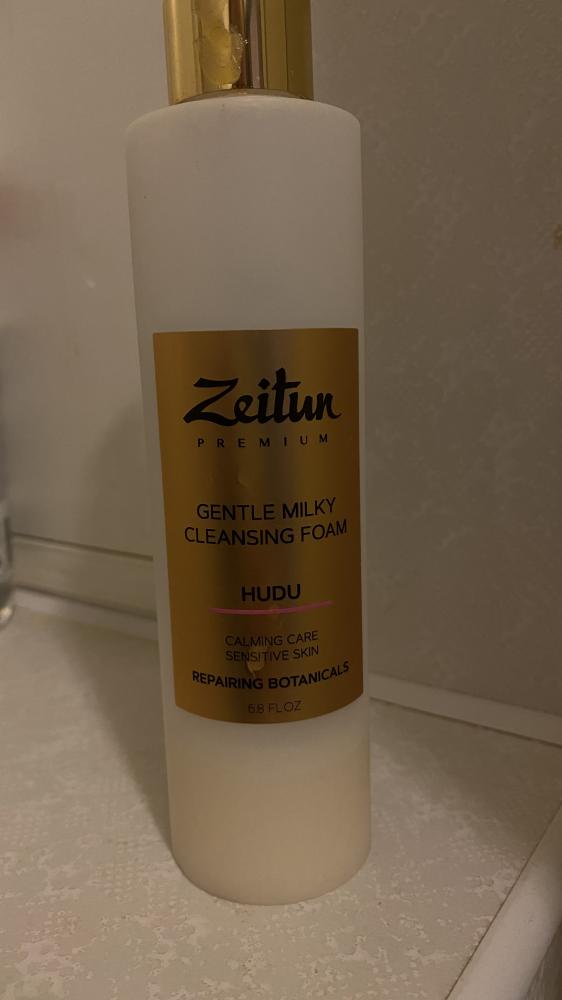 Zeitun
PREMIUM
GENTLE MILKY
CLEANSING FOAM
HUDU
CALMING CARE
SENSITIVE SKIN
REPAIRING BOTANICALS
6.8 FL OZ